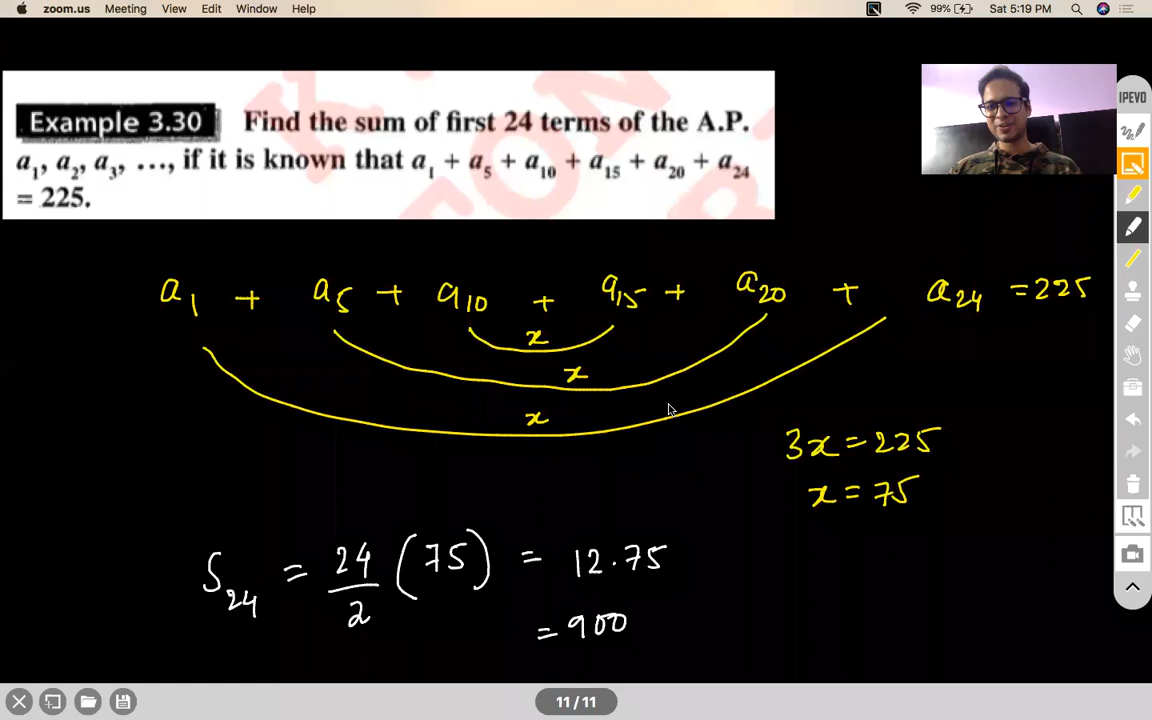 zoom.us Meeting View Edit Window Help 99% Sat 5:19 PM
IPEVO
Example 3.30 Find the sum of first 24 terms of the A.P.
a₁, a₂, a₃, …, if it is known that a₁ + a₅ + a₁₀ + a₁₅ + a₂₀ + a₂₄
= 225.
a₁ + a₅ + a₁₀ + a₁₅ + a₂₀ + a₂₄ = 225
x
x
x
3x = 225
x = 75
S₂₄ = 24/2 (75) = 12.75
= 900
11 / 11